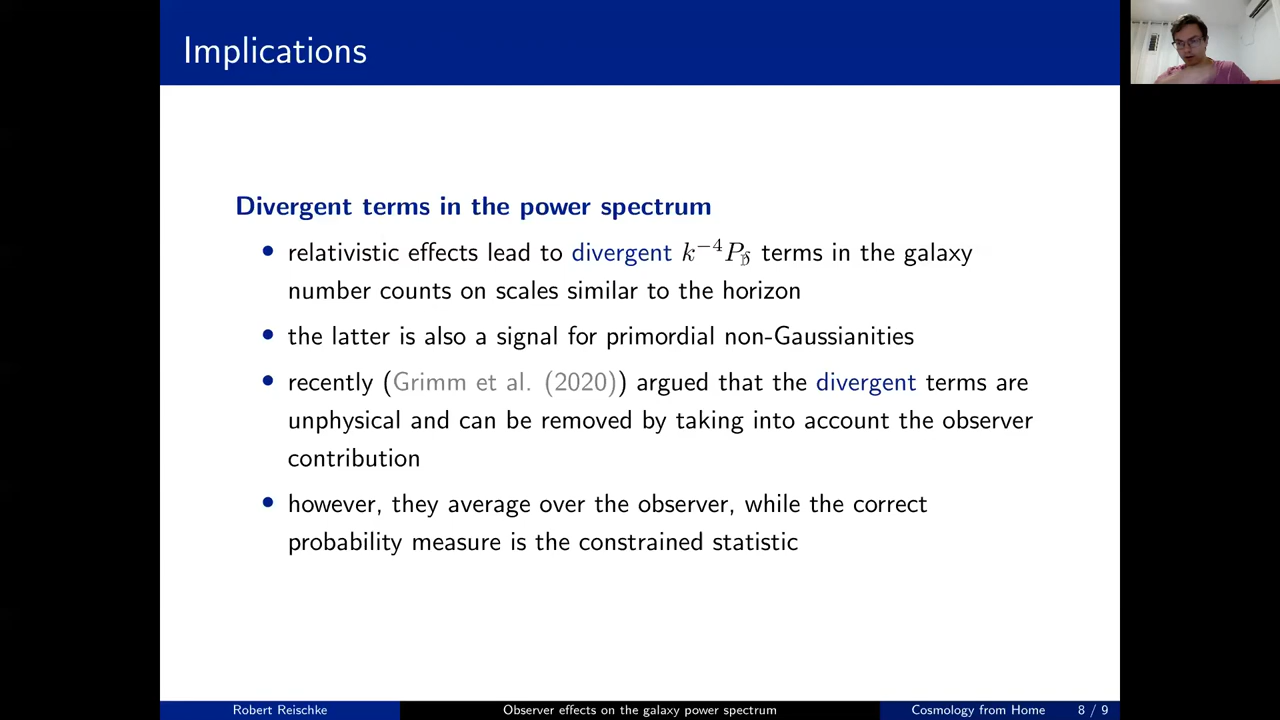 Implications
Divergent terms in the power spectrum
• relativistic effects lead to divergent k⁻⁴P terms in the galaxy
number counts on scales similar to the horizon
• the latter is also a signal for primordial non-Gaussianities
• recently (Grimm et al. (2020)) argued that the divergent terms are
unphysical and can be removed by taking into account the observer
contribution
• however, they average over the observer, while the correct
probability measure is the constrained statistic
Robert Reischke
Observer effects on the galaxy power spectrum
Cosmology from Home 8 / 9